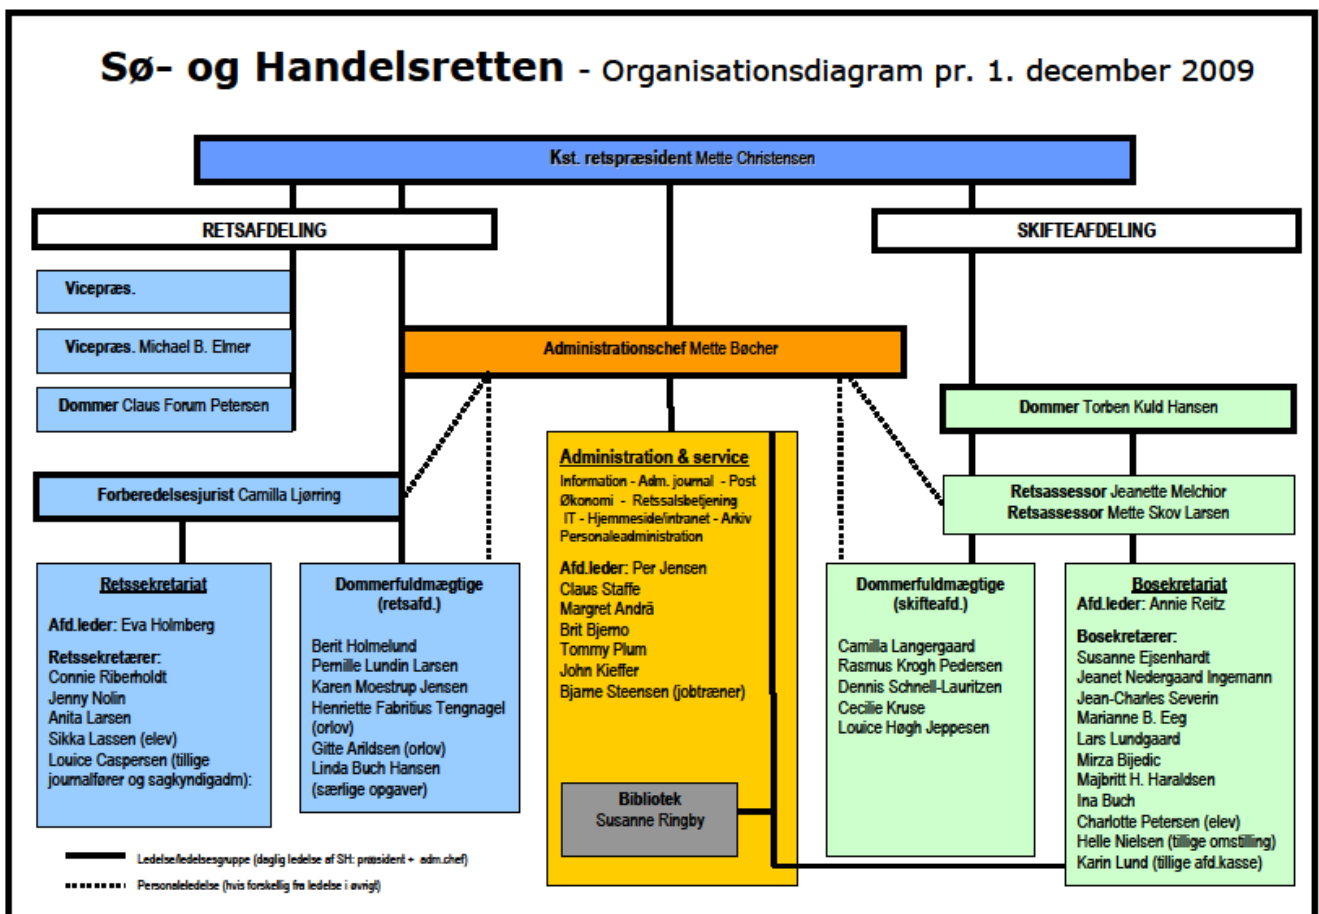 Sø- og Handelsretten - Organisationsdiagram pr. 1. december 2009
Kst. retspræsident Mette Christensen
RETSAFDELING
SKIFTEAFDELING
Vicepræs.
Vicepræs. Michael B. Elmer
Dommer Claus Forum Petersen
Administrationschef Mette Bøcher
Dommer Torben Kuld Hansen
Forberedelsesjurist Camilla Ljørring
Retsassessor Jeanette Melchior
Retsassessor Mette Skov Larsen
Retssekretariat
Afd.leder: Eva Holmberg
Retssekretærer:
Connie Riberholdt
Jenny Nolin
Anita Larsen
Sikka Lassen (elev)
Louice Caspersen (tillige
journalfører og sagkyndigadm):
Dommerfuldmægtige
(retsafd.)
Berit Holmelund
Pernille Lundin Larsen
Karen Moestrup Jensen
Henriette Fabritius Tengnagel
(orlov)
Gitte Arildsen (orlov)
Linda Buch Hansen
(særlige opgaver)
Administration & service
Information - Adm. journal - Post
Økonomi - Retssalsbetjening
IT - Hjemmeside/intranet - Arkiv
Personaleadministration
Afd.leder: Per Jensen
Claus Staffe
Margret Andrä
Brit Bjerno
Tommy Plum
John Kieffer
Bjarne Steensen (jobtræner)
Bibliotek
Susanne Ringby
Dommerfuldmægtige
(skifteafd.)
Camilla Langergaard
Rasmus Krogh Pedersen
Dennis Schnell-Lauritzen
Cecilie Kruse
Louice Høgh Jeppesen
Bosekretariat
Afd.leder: Annie Reitz
Bosekretærer:
Susanne Ejsenhardt
Jeanet Nedergaard Ingemann
Jean-Charles Severin
Marianne B. Eeg
Lars Lundgaard
Mirza Bijedic
Majbritt H. Haraldsen
Ina Buch
Charlotte Petersen (elev)
Helle Nielsen (tillige omstilling)
Karin Lund (tillige afd.kasse)
Ledelse/ledelsesgruppe (daglig ledelse af SH: præsident + adm.chef)
Personaleledelse (hvis forskellig fra ledelse i øvrigt)